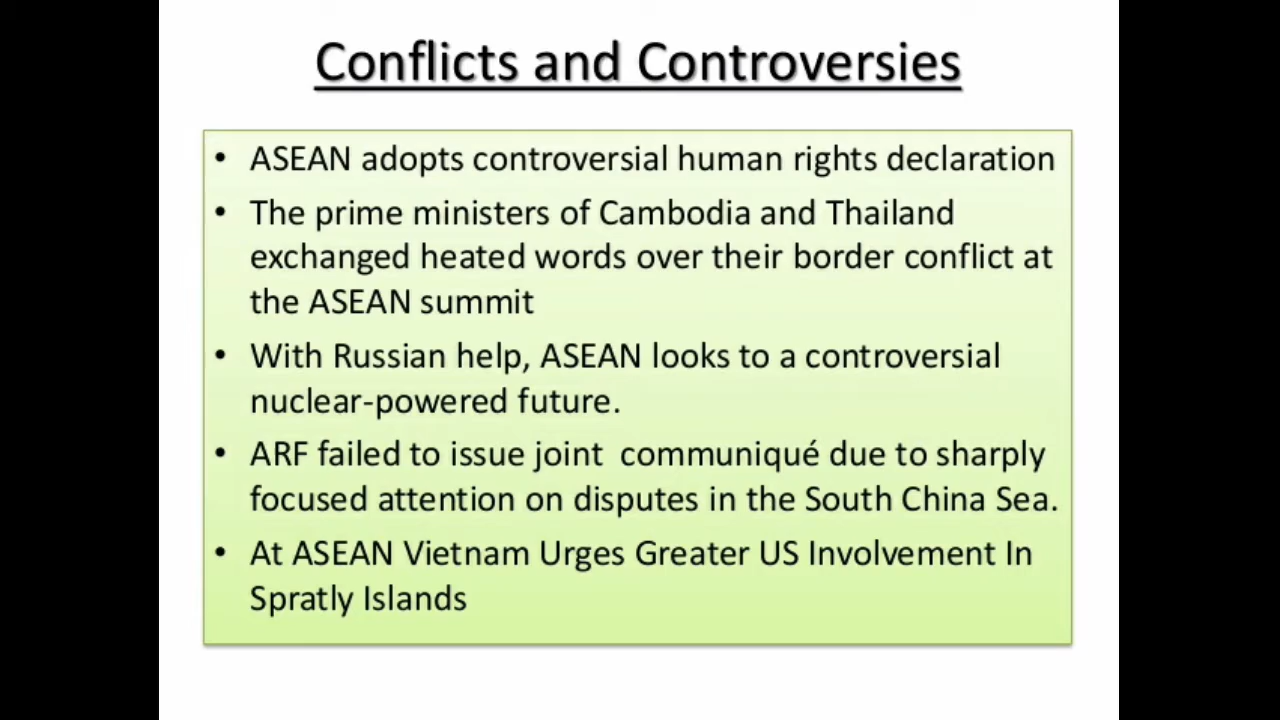 Conflicts and Controversies
• ASEAN adopts controversial human rights declaration
• The prime ministers of Cambodia and Thailand
exchanged heated words over their border conflict at
the ASEAN summit
• With Russian help, ASEAN looks to a controversial
nuclear-powered future.
• ARF failed to issue joint  communiqué due to sharply
focused attention on disputes in the South China Sea.
• At ASEAN Vietnam Urges Greater US Involvement In
Spratly Islands